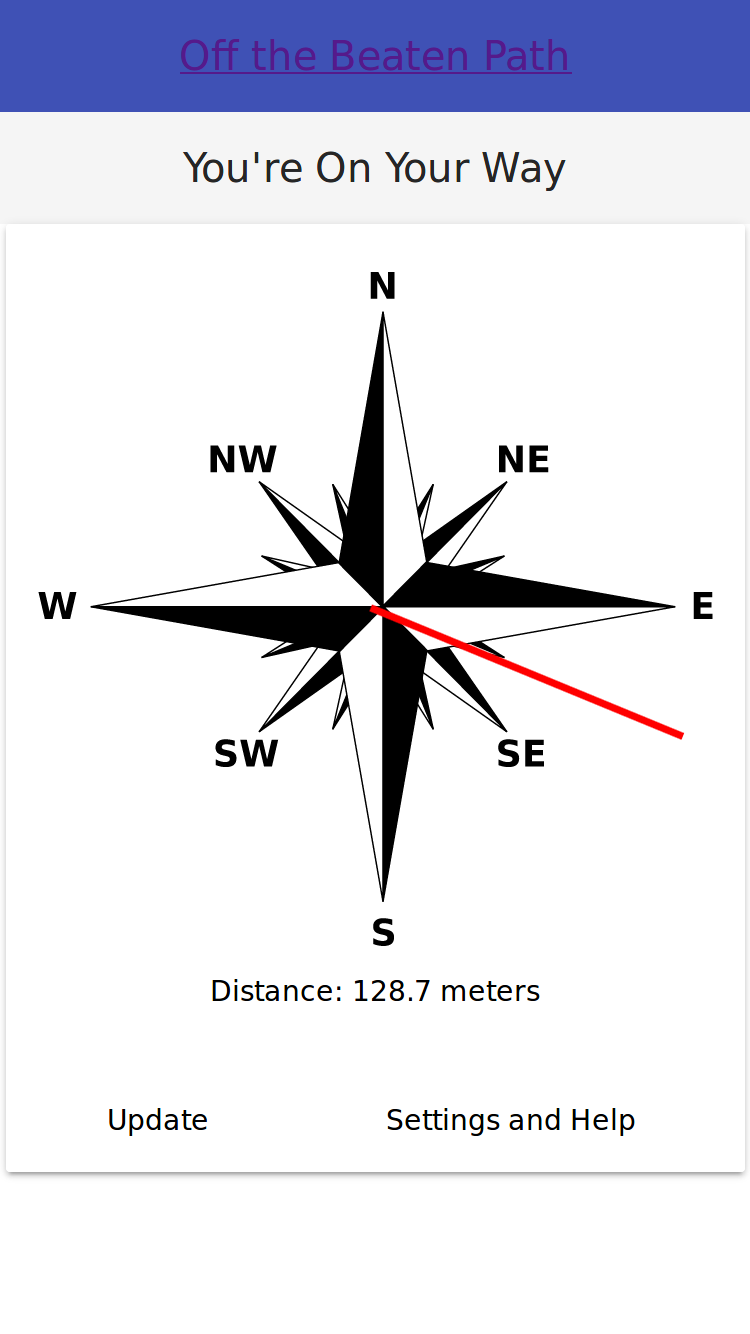 Off the Beaten Path
You're On Your Way
N
NW NE
W E
SW SE
S
Distance: 128.7 meters
Update Settings and Help